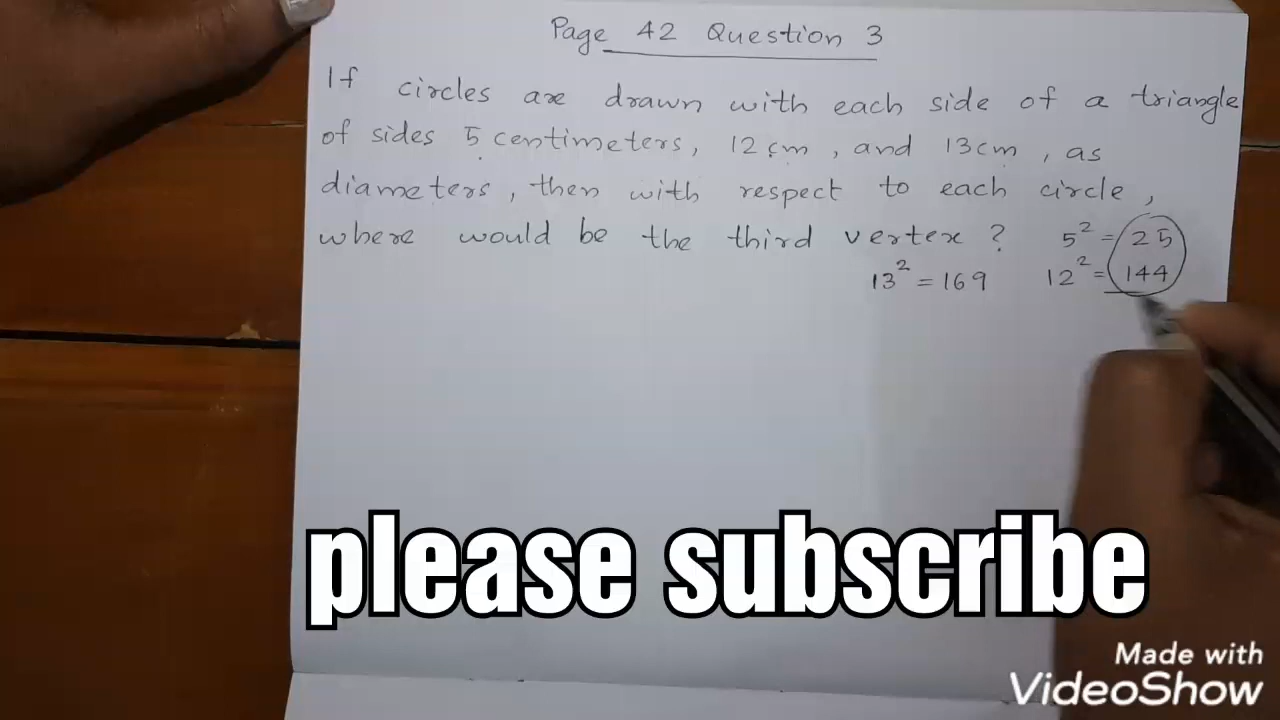 Page 42 Question 3
If circles are drawn with each side of a triangle
of sides 5 centimeters, 12 cm, and 13 cm, as
diameters, then with respect to each circle,
where would be the third vertex?
5² = 25
13² = 169
12² = 144
please subscribe
Made with
VideoShow